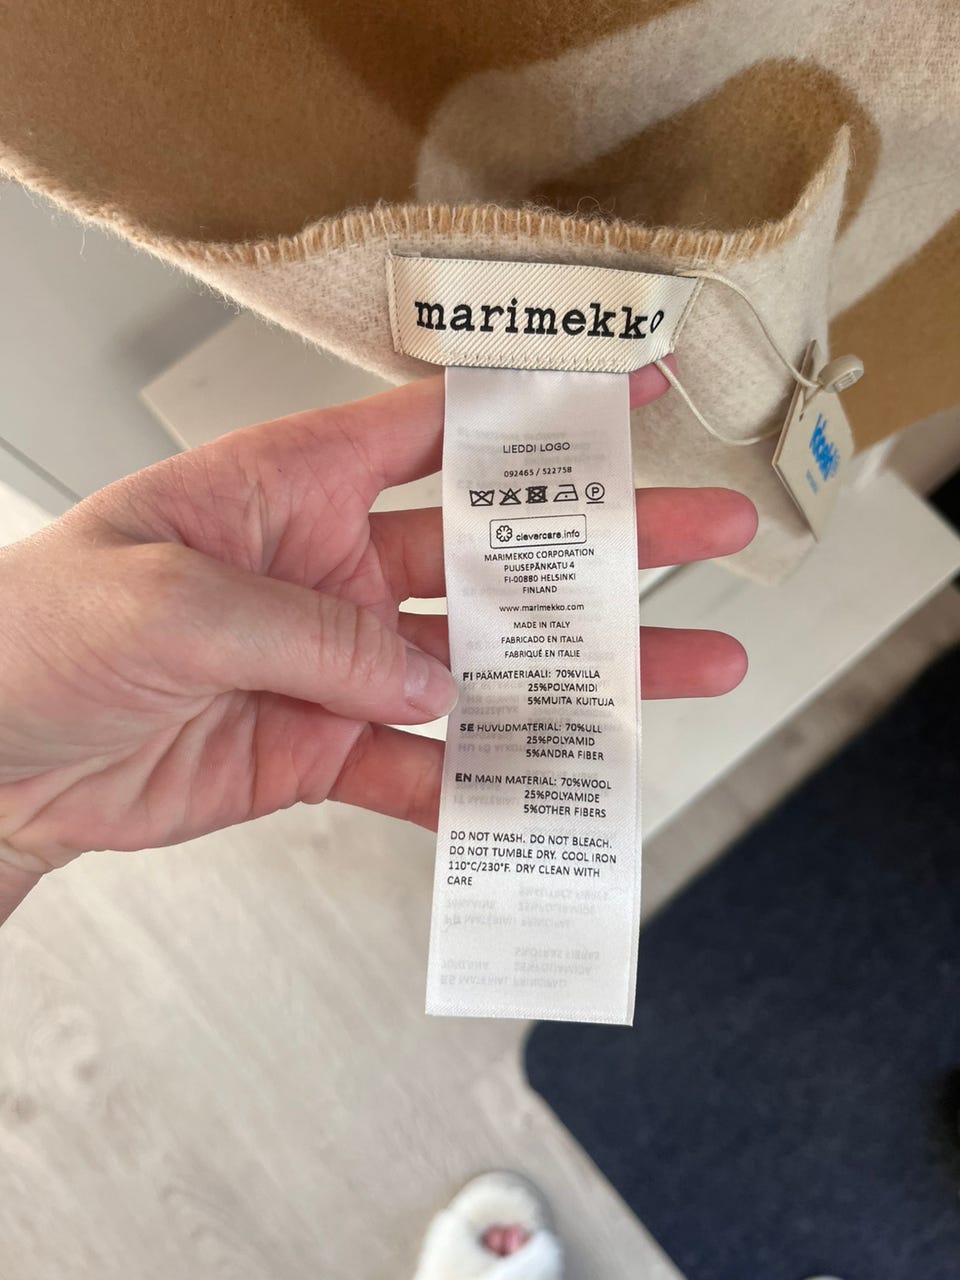 marimekko
LIEDDI LOGO
092465 / 522758
P
clevercare.info
MARIMEKKO CORPORATION
PUUSEPÄNKATU 4
FI-00880 HELSINKI
FINLAND
www.marimekko.com
MADE IN ITALY
FABRICADO EN ITALIA
FABRIQUÉ EN ITALIE
FI PÄÄMATERIAALI: 70%VILLA
25%POLYAMIDI
5%MUITA KUITUJA
SE HUVUDMATERIAL: 70%ULL
25%POLYAMID
5%ANDRA FIBER
EN MAIN MATERIAL: 70%WOOL
25%POLYAMIDE
5%OTHER FIBERS
DO NOT WASH. DO NOT BLEACH.
DO NOT TUMBLE DRY. COOL IRON
110°C/230°F. DRY CLEAN WITH
CARE